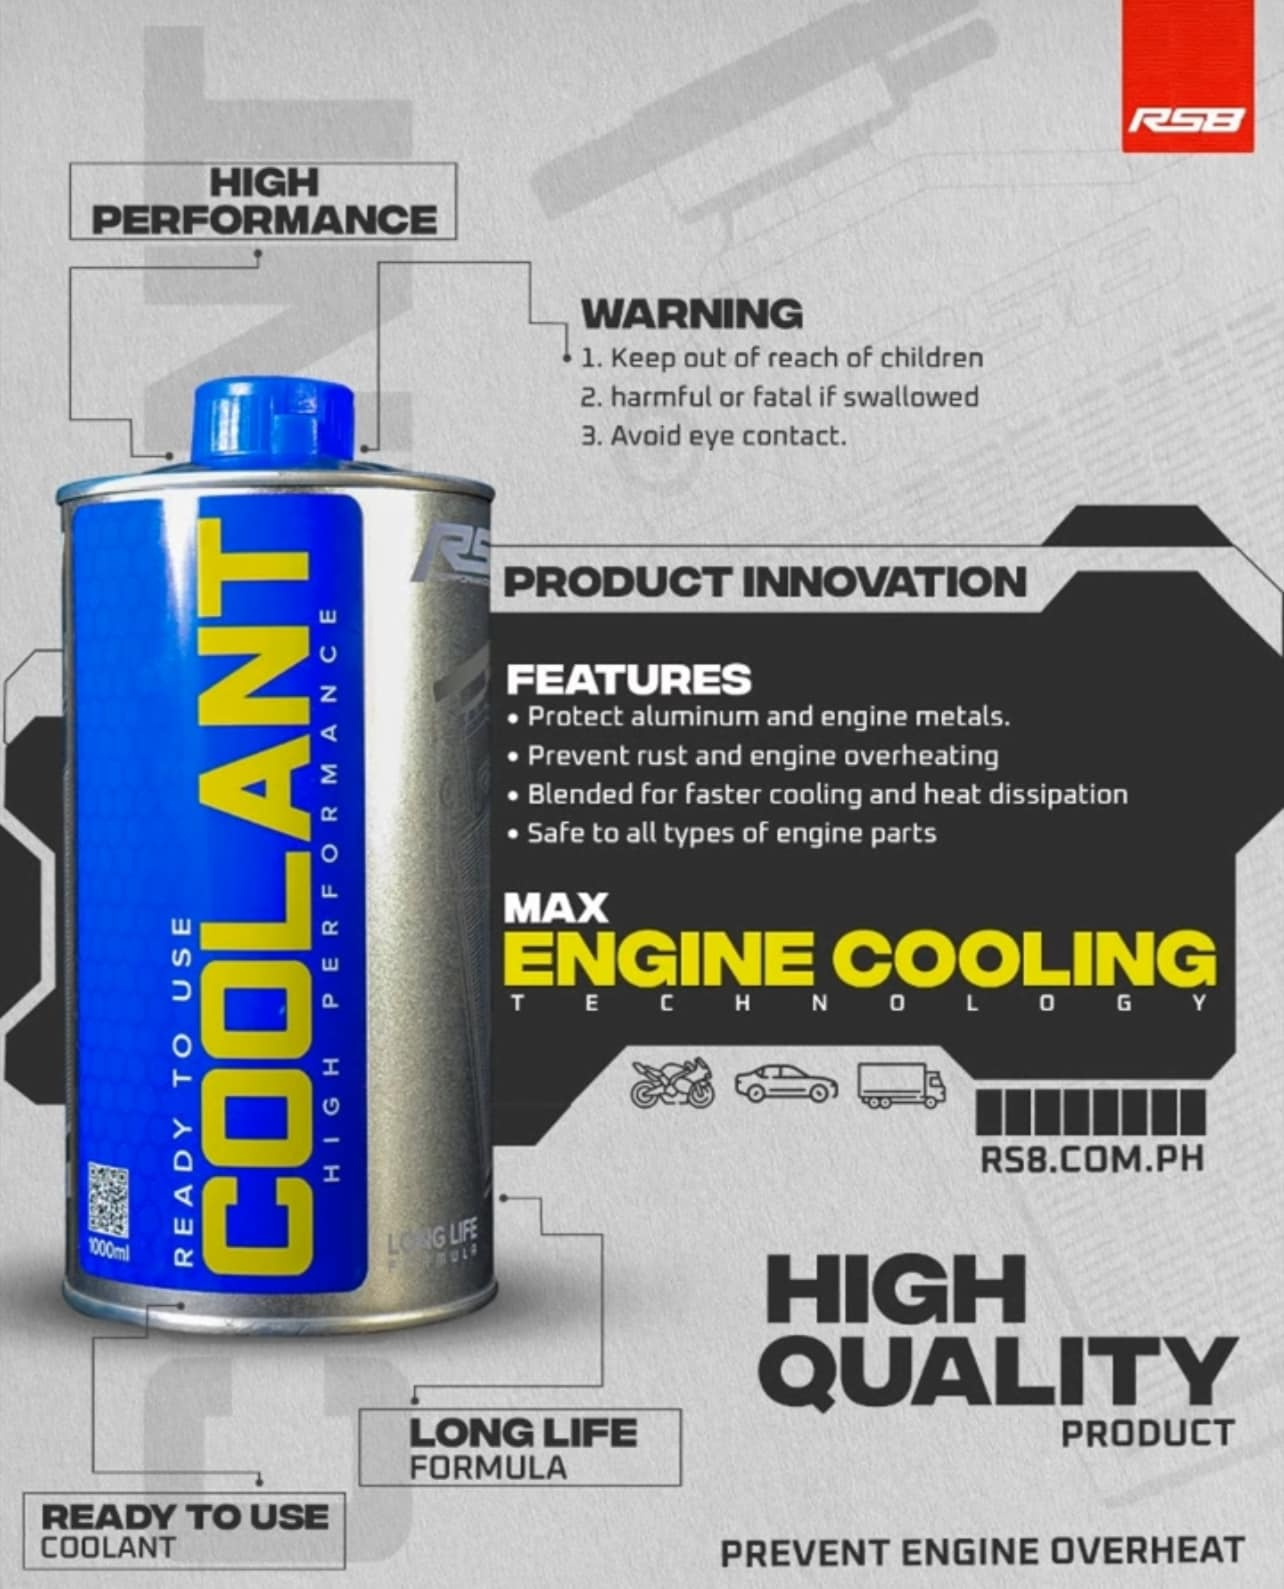 RS8
HIGH
PERFORMANCE
WARNING
1. Keep out of reach of children
2. harmful or fatal if swallowed
3. Avoid eye contact.
PRODUCT INNOVATION
FEATURES
• Protect aluminum and engine metals.
• Prevent rust and engine overheating
• Blended for faster cooling and heat dissipation
• Safe to all types of engine parts
MAX
ENGINE COOLING
TECHNOLOGY
RS8.COM.PH
READY TO USE
COOLANT
HIGH PERFORMANCE
1000ml
LONG LIFE
FORMULA
HIGH
QUALITY
PRODUCT
LONG LIFE
FORMULA
READY TO USE
COOLANT
PREVENT ENGINE OVERHEAT